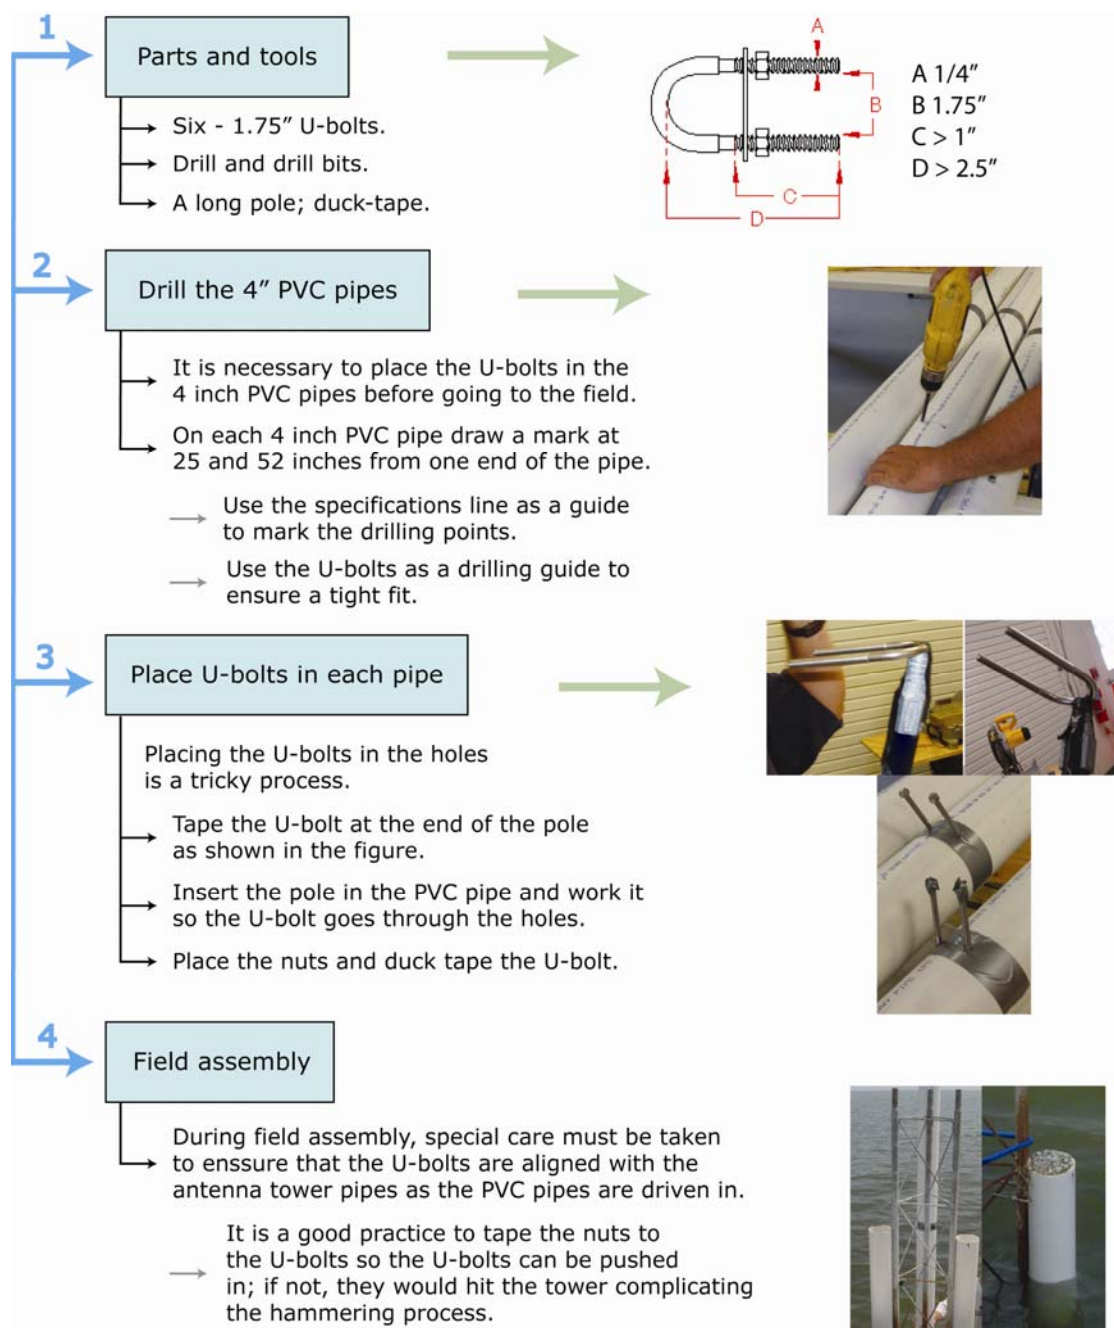 1
Parts and tools
Six - 1.75" U-bolts.
Drill and drill bits.
A long pole; duck-tape.
A
B
C
D
A 1/4"
B 1.75"
C > 1"
D > 2.5"
2
Drill the 4" PVC pipes
It is necessary to place the U-bolts in the
4 inch PVC pipes before going to the field.
On each 4 inch PVC pipe draw a mark at
25 and 52 inches from one end of the pipe.
Use the specifications line as a guide
to mark the drilling points.
Use the U-bolts as a drilling guide to
ensure a tight fit.
3
Place U-bolts in each pipe
Placing the U-bolts in the holes
is a tricky process.
Tape the U-bolt at the end of the pole
as shown in the figure.
Insert the pole in the PVC pipe and work it
so the U-bolt goes through the holes.
Place the nuts and duck tape the U-bolt.
4
Field assembly
During field assembly, special care must be taken
to enssure that the U-bolts are aligned with the
antenna tower pipes as the PVC pipes are driven in.
It is a good practice to tape the nuts to
the U-bolts so the U-bolts can be pushed
in; if not, they would hit the tower complicating
the hammering process.